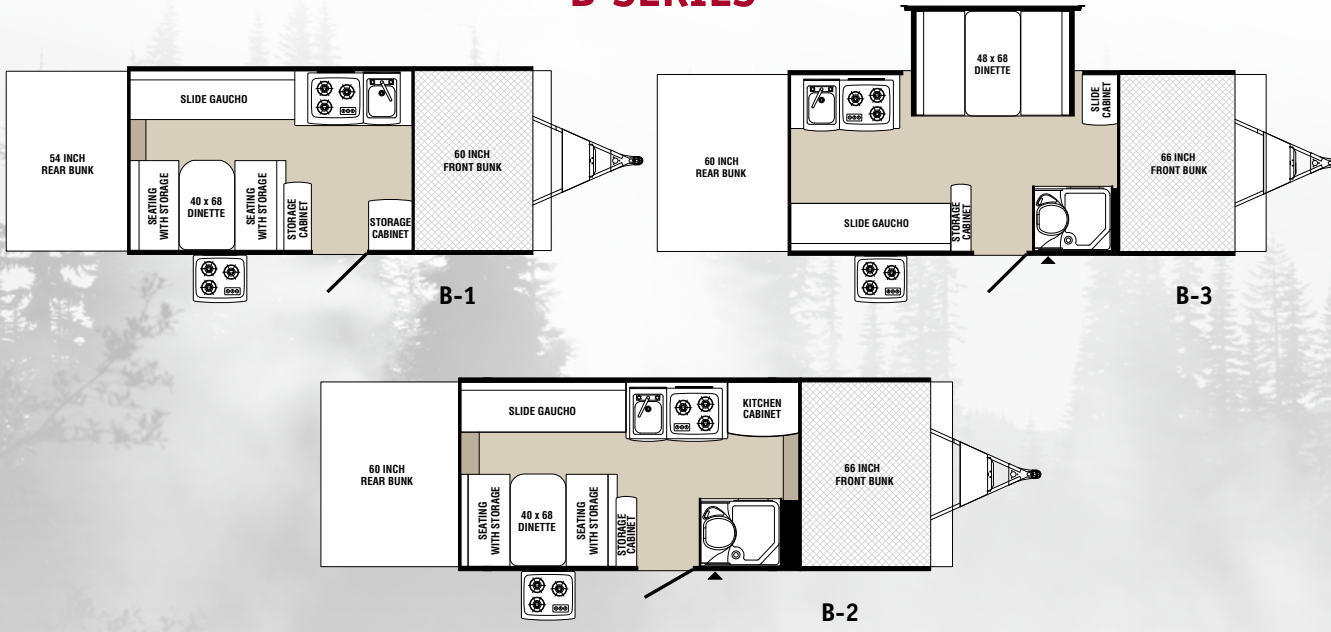 B-SERIES
SLIDE GAUCHO
54 INCH
REAR BUNK
SEATING
WITH STORAGE
40 x 68
DINETTE
SEATING
WITH STORAGE
STORAGE
CABINET
STORAGE
CABINET
60 INCH
FRONT BUNK
B-1
48 x 68
DINETTE
SLIDE
CABINET
60 INCH
REAR BUNK
66 INCH
FRONT BUNK
SLIDE GAUCHO
STORAGE
CABINET
B-3
SLIDE GAUCHO
KITCHEN
CABINET
60 INCH
REAR BUNK
66 INCH
FRONT BUNK
SEATING
WITH STORAGE
40 x 68
DINETTE
SEATING
WITH STORAGE
STORAGE
CABINET
B-2